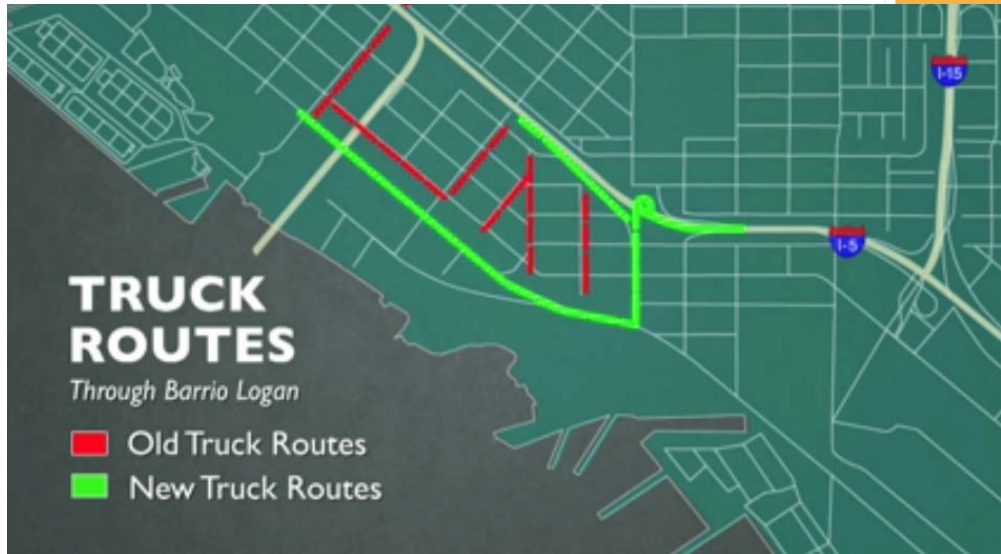 I-15
I-5
TRUCK
ROUTES
Through Barrio Logan
Old Truck Routes
New Truck Routes